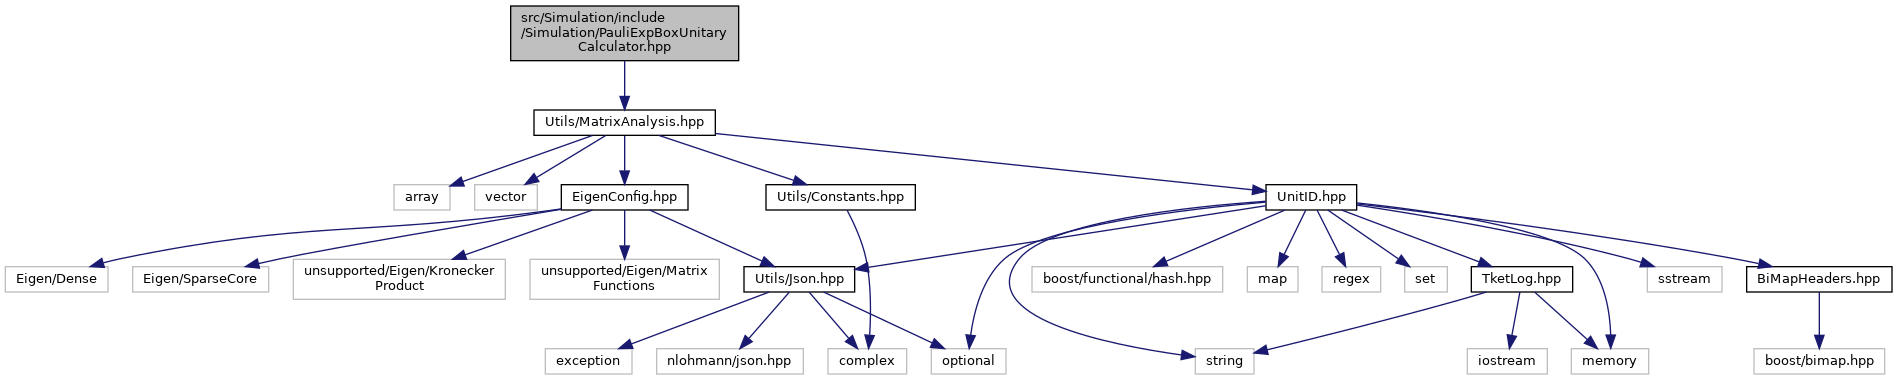 src/Simulation/include
/Simulation/PauliExpBoxUnitary
Calculator.hpp
Utils/MatrixAnalysis.hpp
array
vector
EigenConfig.hpp
Utils/Constants.hpp
UnitID.hpp
Eigen/Dense
Eigen/SparseCore
unsupported/Eigen/Kronecker
Product
unsupported/Eigen/Matrix
Functions
Utils/Json.hpp
boost/functional/hash.hpp
map
regex
set
TketLog.hpp
sstream
BiMapHeaders.hpp
exception
nlohmann/json.hpp
complex
optional
string
iostream
memory
boost/bimap.hpp